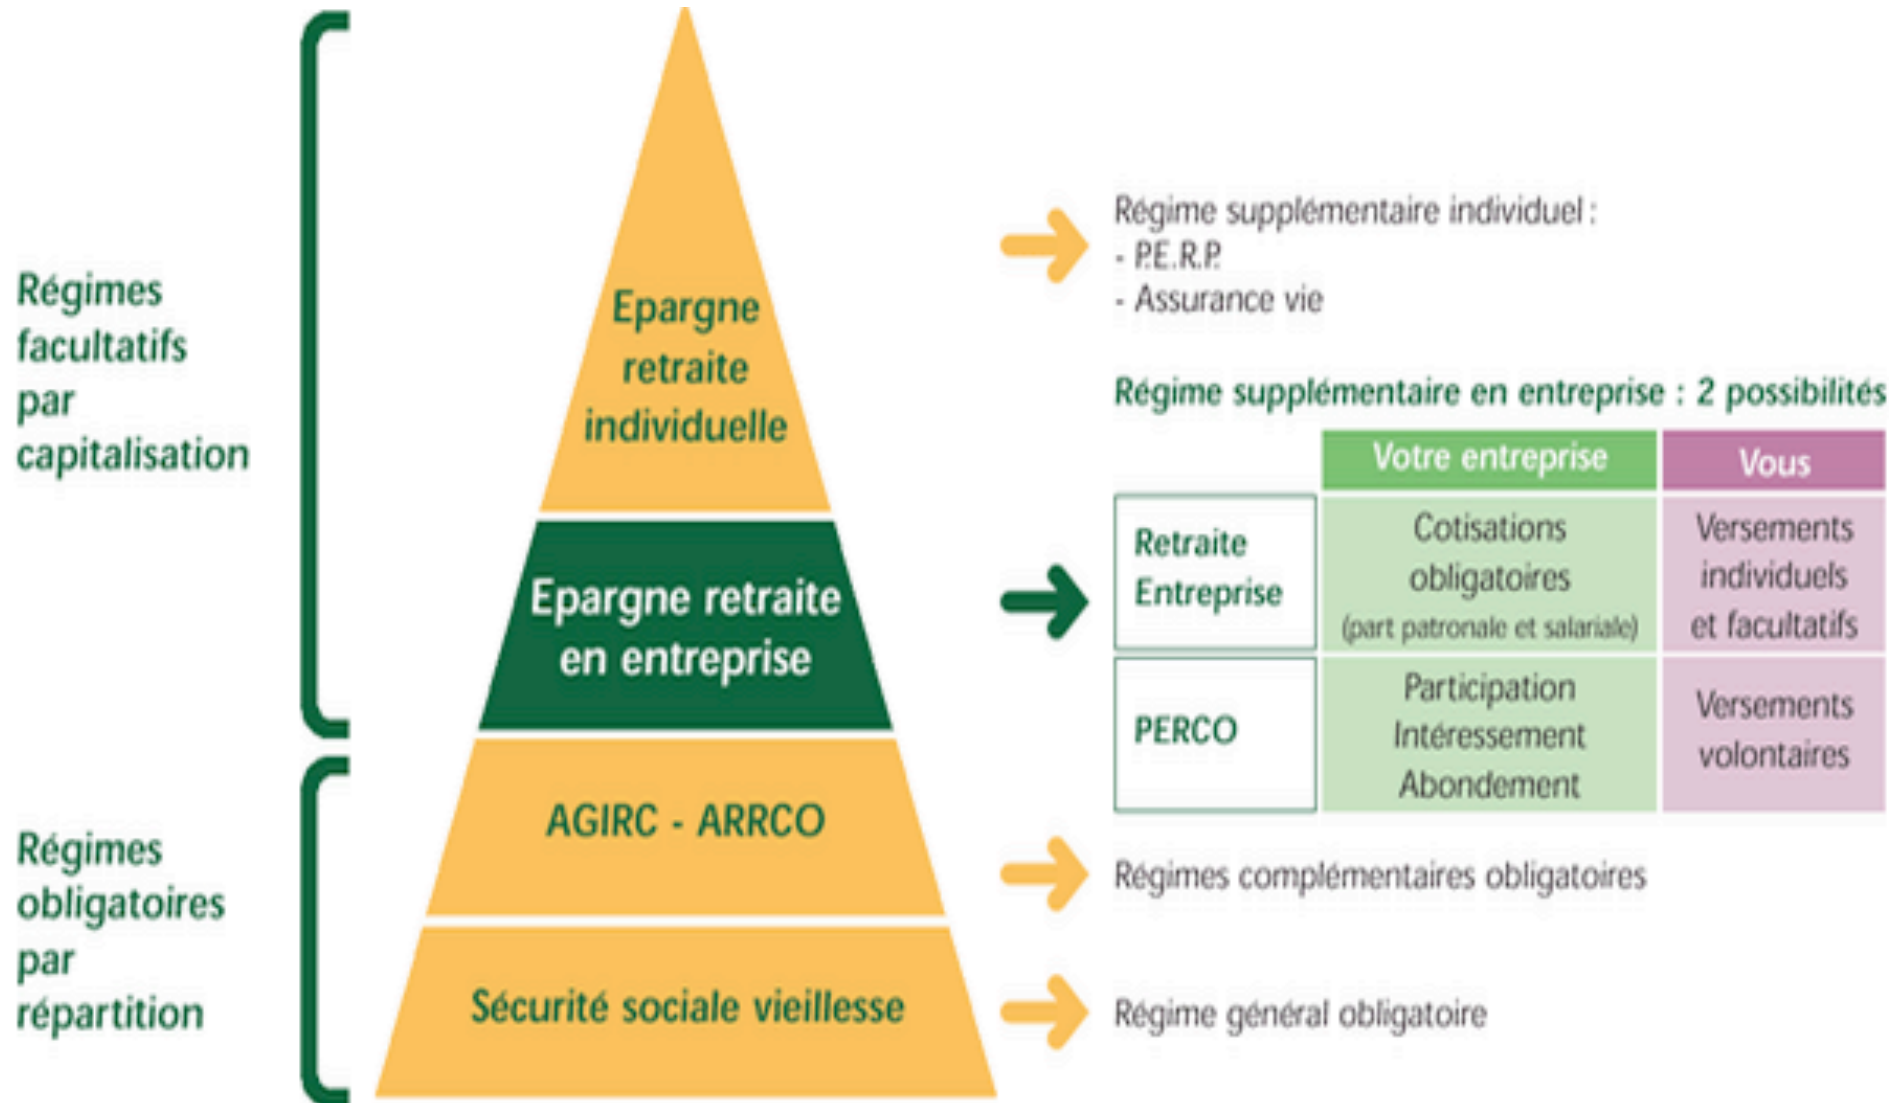 Régimes
facultatifs
par
capitalisation
Régimes
obligatoires
par
répartition
Epargne
retraite
individuelle
Epargne retraite
en entreprise
AGIRC - ARRCO
Sécurité sociale vieillesse
Régime supplémentaire individuel :
- P.E.R.P.
- Assurance vie
Régime supplémentaire en entreprise : 2 possibilités
Votre entreprise
Vous
Retraite
Entreprise
Cotisations
obligatoires
(part patronale et salariale)
Versements
individuels
et facultatifs
PERCO
Participation
Intéressement
Abondement
Versements
volontaires
Régimes complémentaires obligatoires
Régime général obligatoire